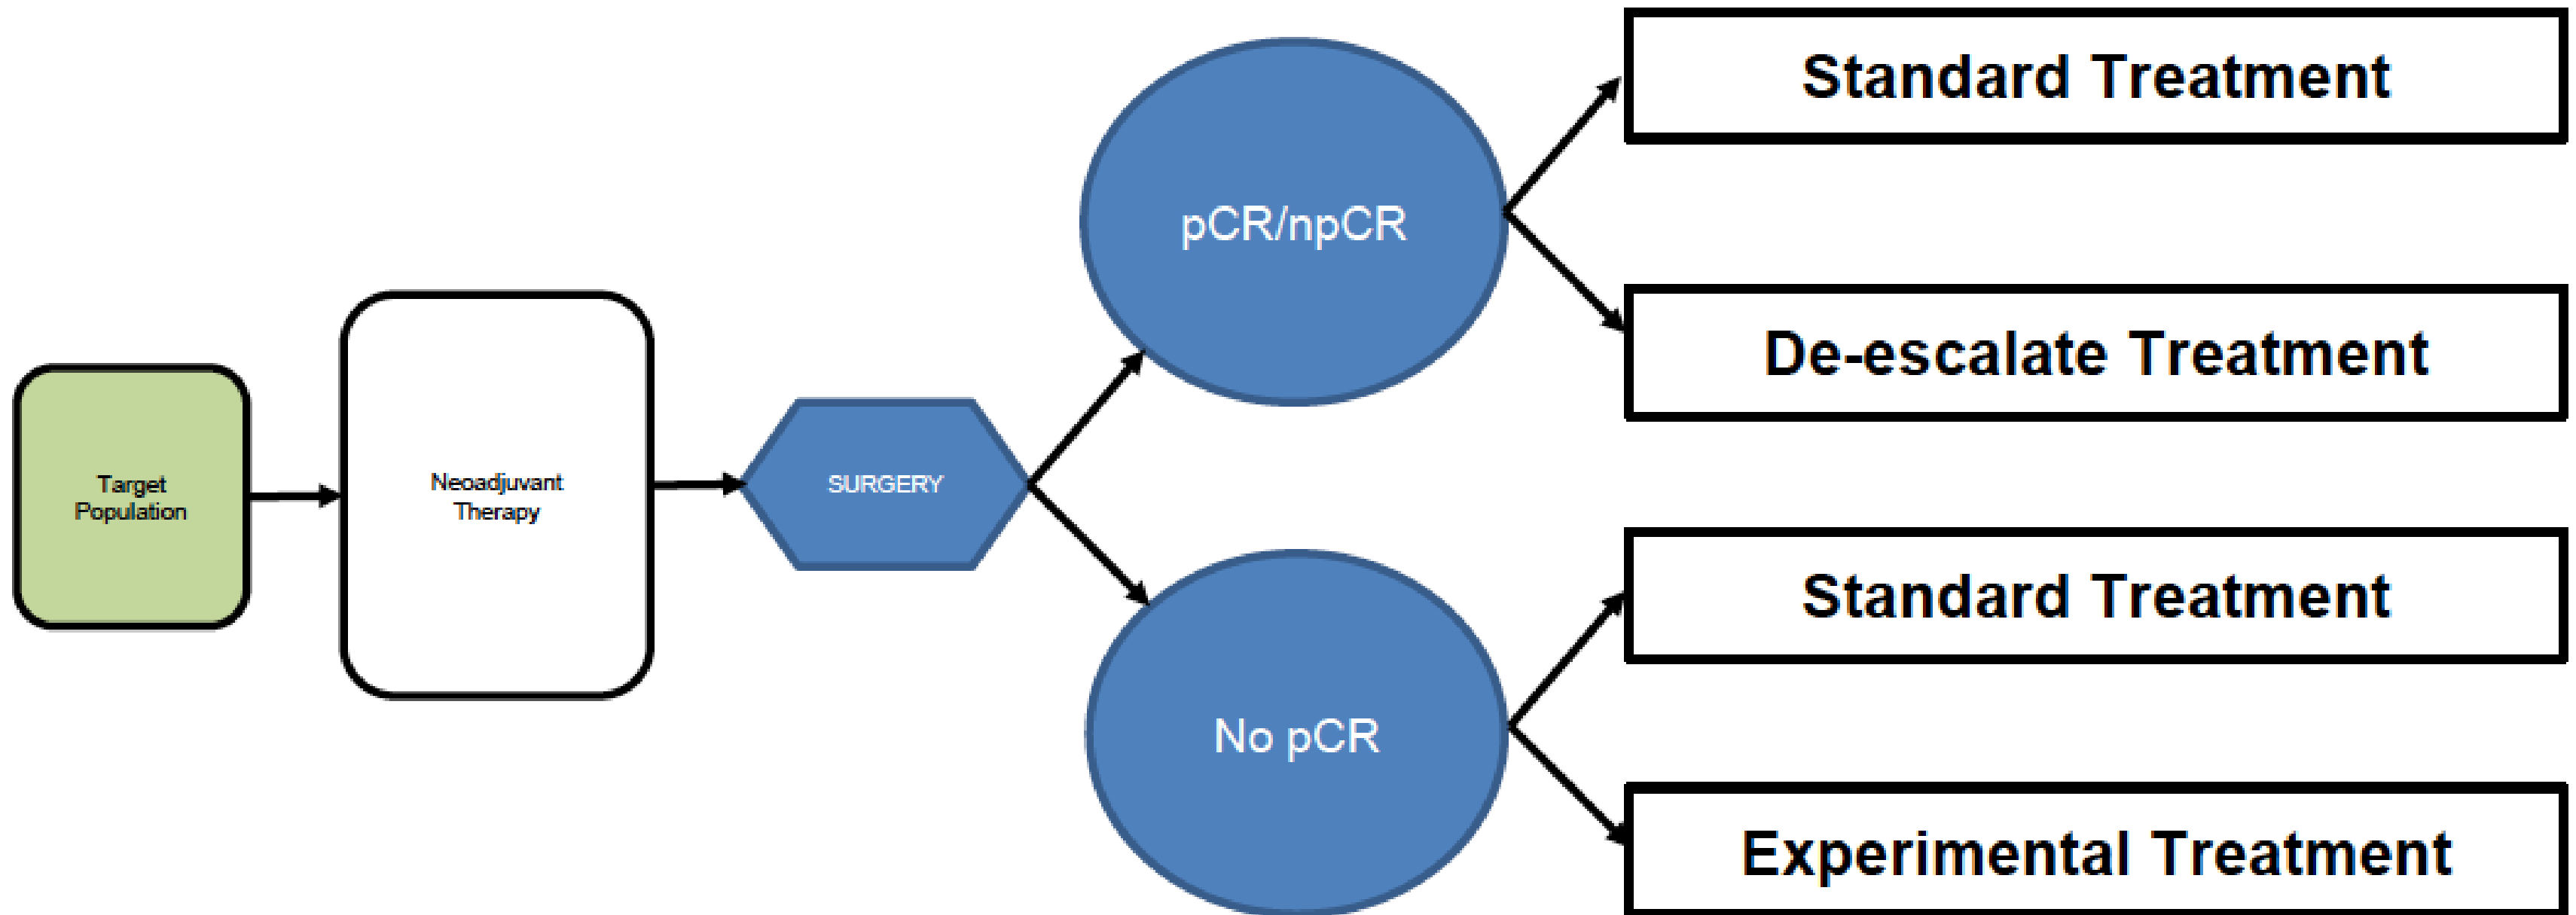 Target
Population
Neoadjuvant
Therapy
SURGERY
pCR/npCR
No pCR
Standard Treatment
De-escalate Treatment
Standard Treatment
Experimental Treatment